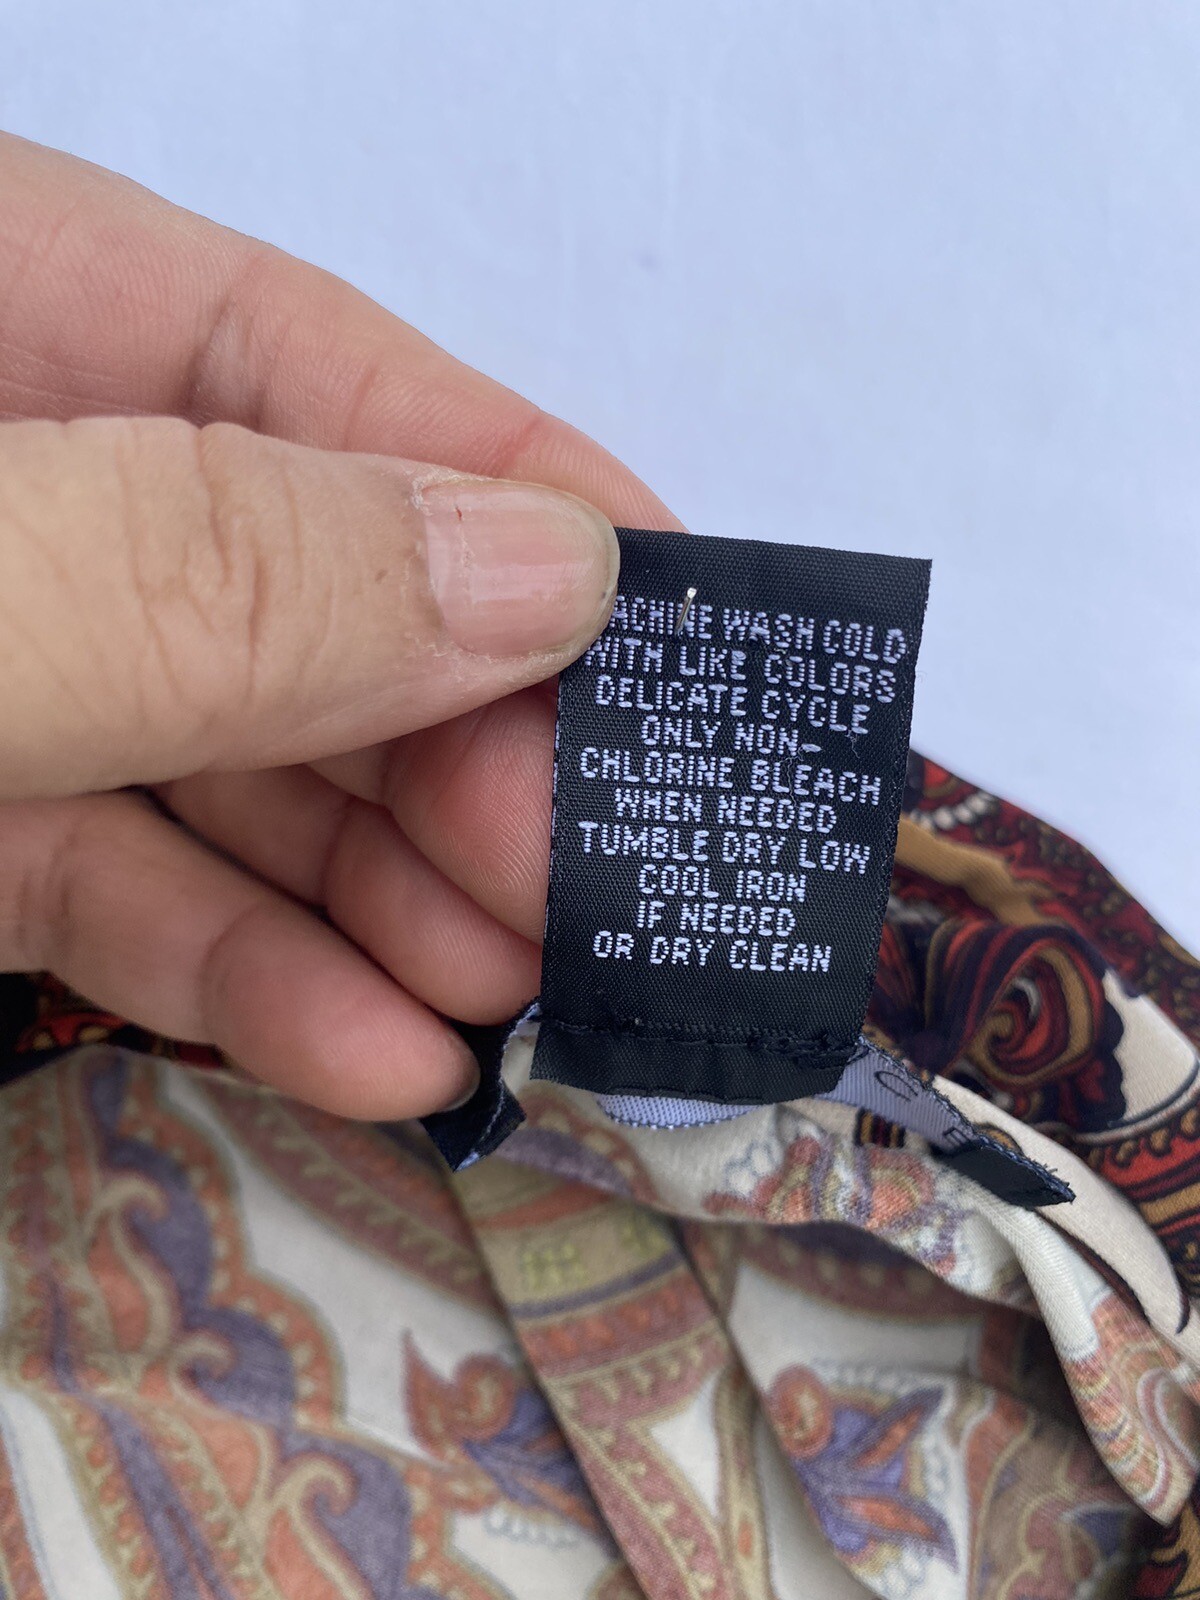 MACHINE WASH COLD
WITH LIKE COLORS
DELICATE CYCLE
ONLY NON-
CHLORINE BLEACH
WHEN NEEDED
TUMBLE DRY LOW
COOL IRON
IF NEEDED
OR DRY CLEAN